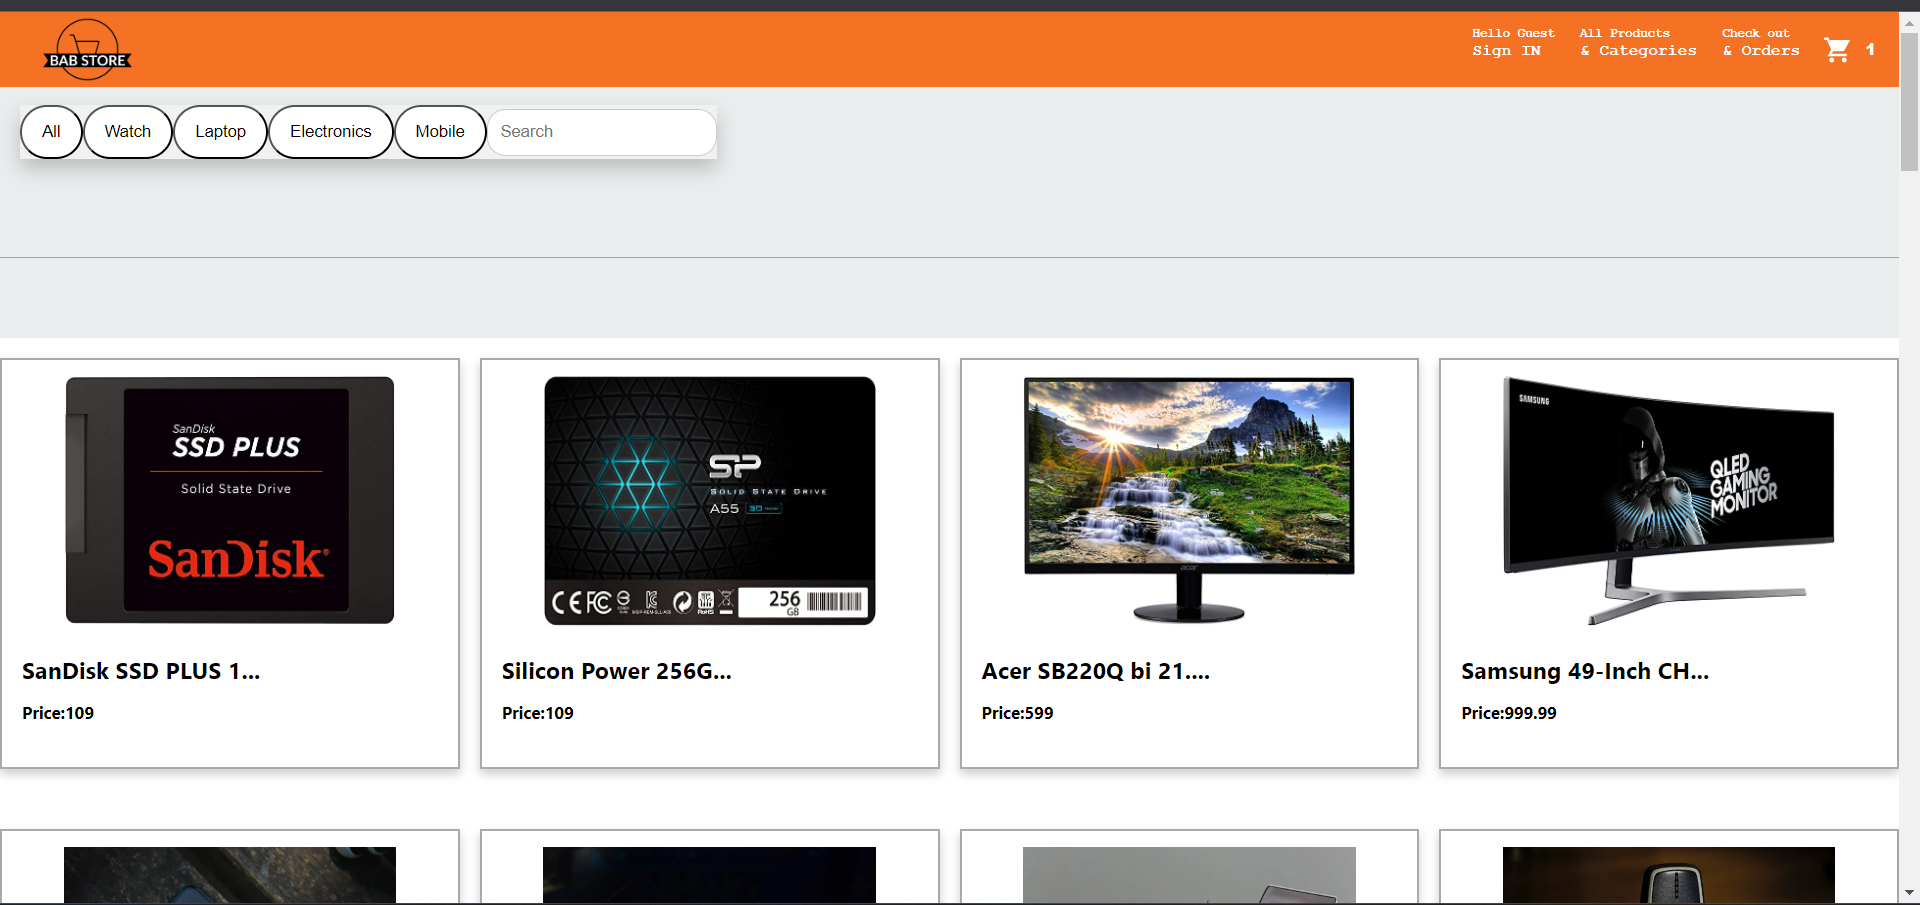 BAB STORE
Hello Guest
Sign IN
All Products
& Categories
Check out
& Orders
1
All
Watch
Laptop
Electronics
Mobile
Search
SanDisk
SSD PLUS
Solid State Drive
SanDisk
SP
SOLID STATE DRIVE
A55
256
GB
acer
SAMSUNG
QLED
GAMING
MONITOR
SanDisk SSD PLUS 1...
Silicon Power 256G...
Acer SB220Q bi 21....
Samsung 49-Inch CH...
Price:109
Price:109
Price:599
Price:999.99